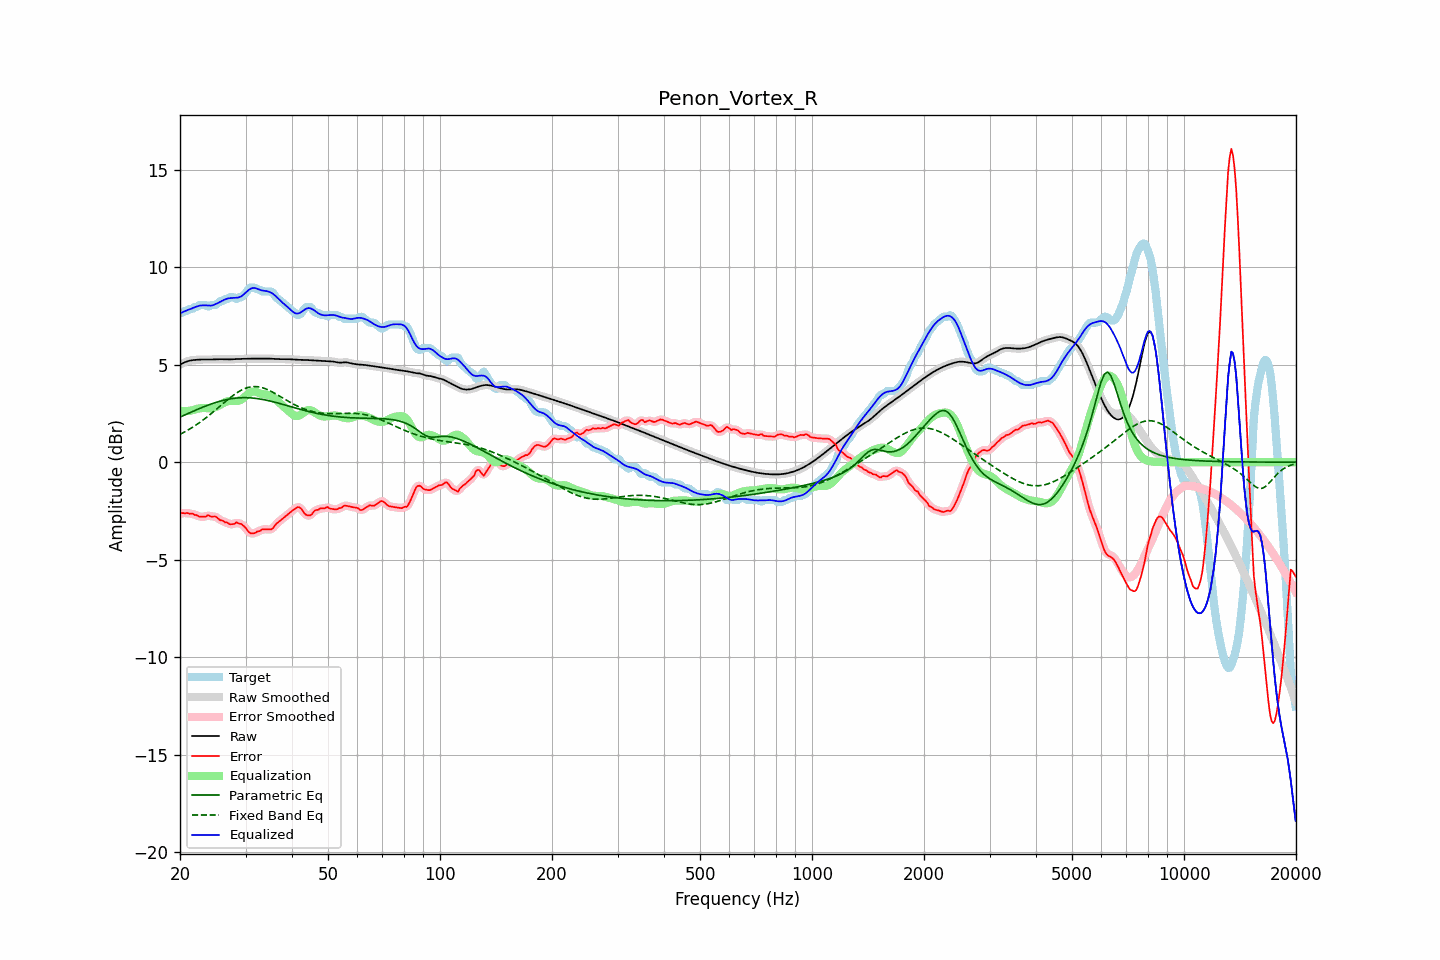 Penon_Vortex_R
Amplitude (dBr)
15
10
5
0
−5
−10
−15
−20
Target
Raw Smoothed
Error Smoothed
Raw
Error
Equalization
Parametric Eq
Fixed Band Eq
Equalized
20 50 100 200 500 1000 2000 5000 10000 20000
Frequency (Hz)